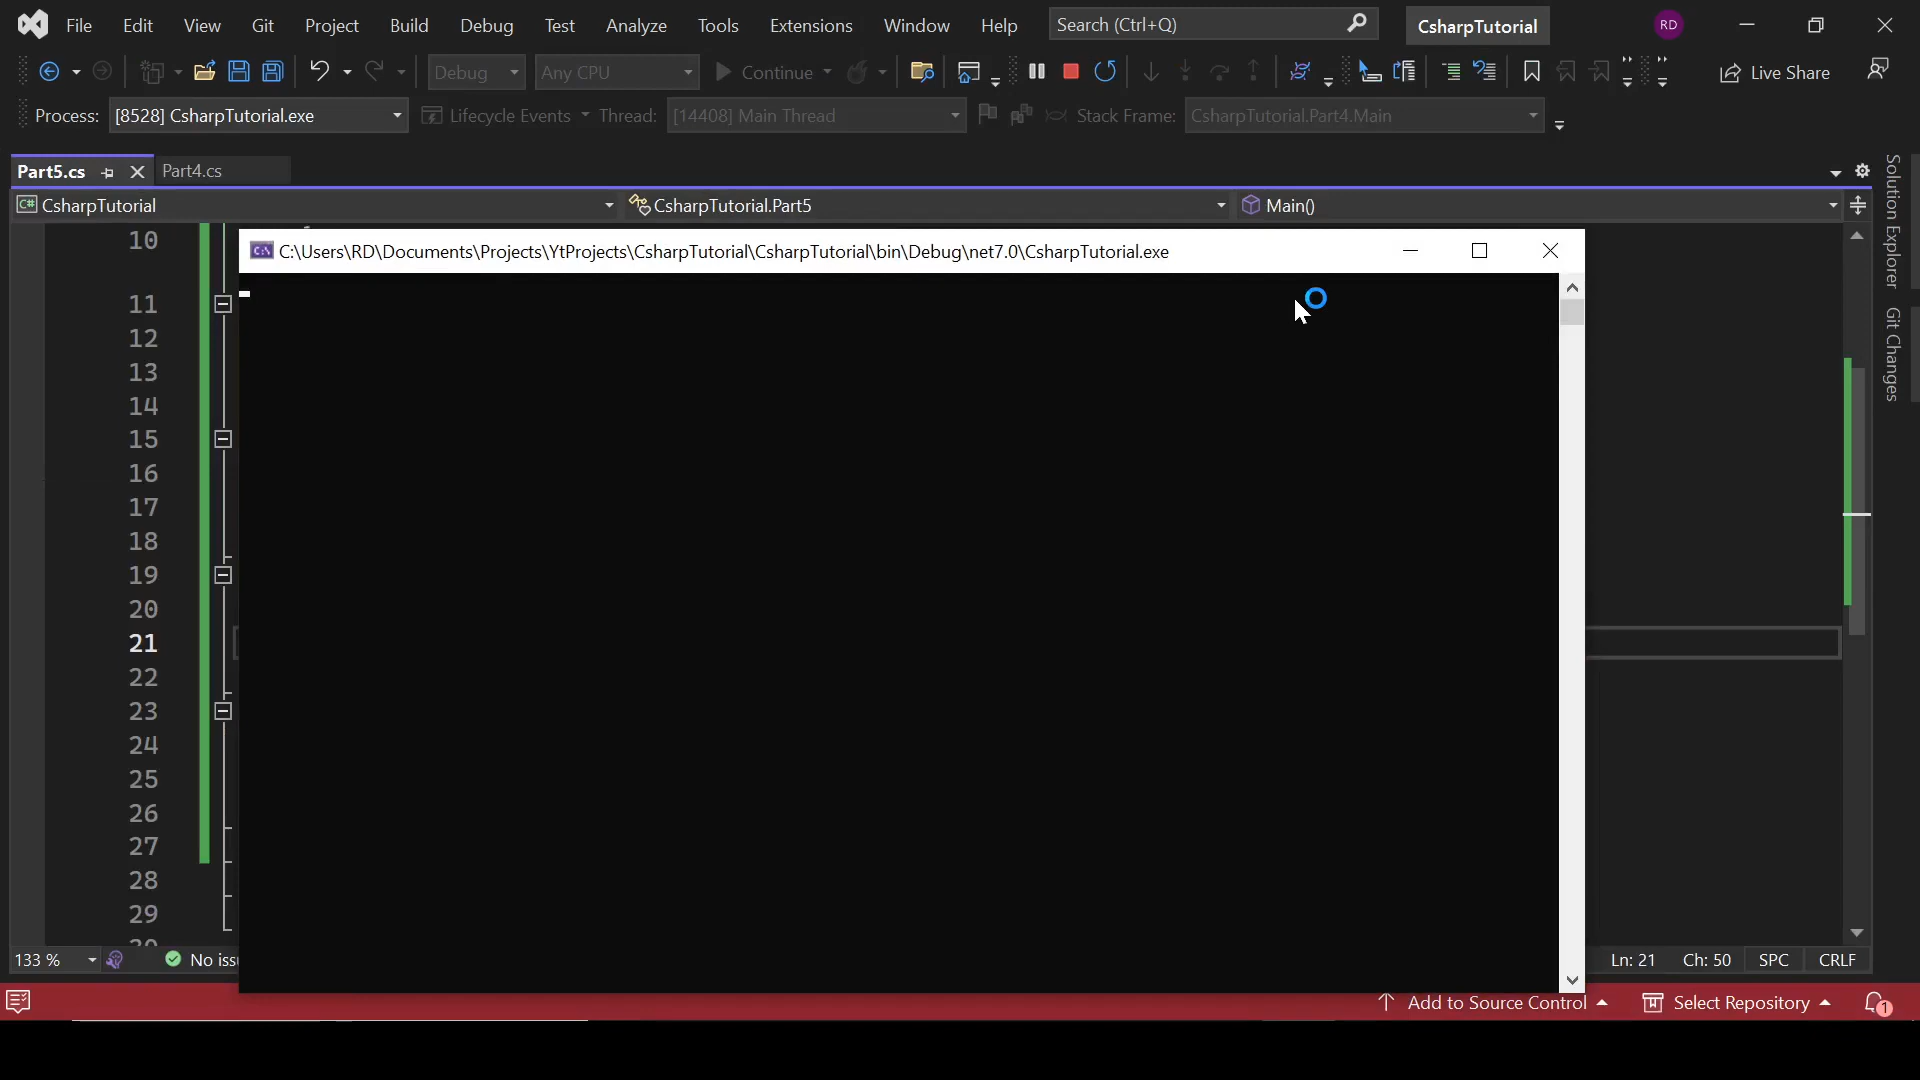 File Edit View Git Project Build Debug Test Analyze Tools Extensions Window Help Search (Ctrl+Q) CsharpTutorial RD
Debug Any CPU Continue Live Share
Process: [8528] CsharpTutorial.exe Lifecycle Events Thread: [14408] Main Thread Stack Frame: CsharpTutorial.Part4.Main
Part5.cs Part4.cs
C# CsharpTutorial CsharpTutorial.Part5 Main()
Solution Explorer
Git Changes
C:\Users\RD\Documents\Projects\YtProjects\CsharpTutorial\CsharpTutorial\bin\Debug\net7.0\CsharpTutorial.exe
10
11
12
13
14
15
16
17
18
19
20
21
22
23
24
25
26
27
28
29
133 % No Ln: 21 Ch: 50 SPC CRLF
Add to Source Control Select Repository 1